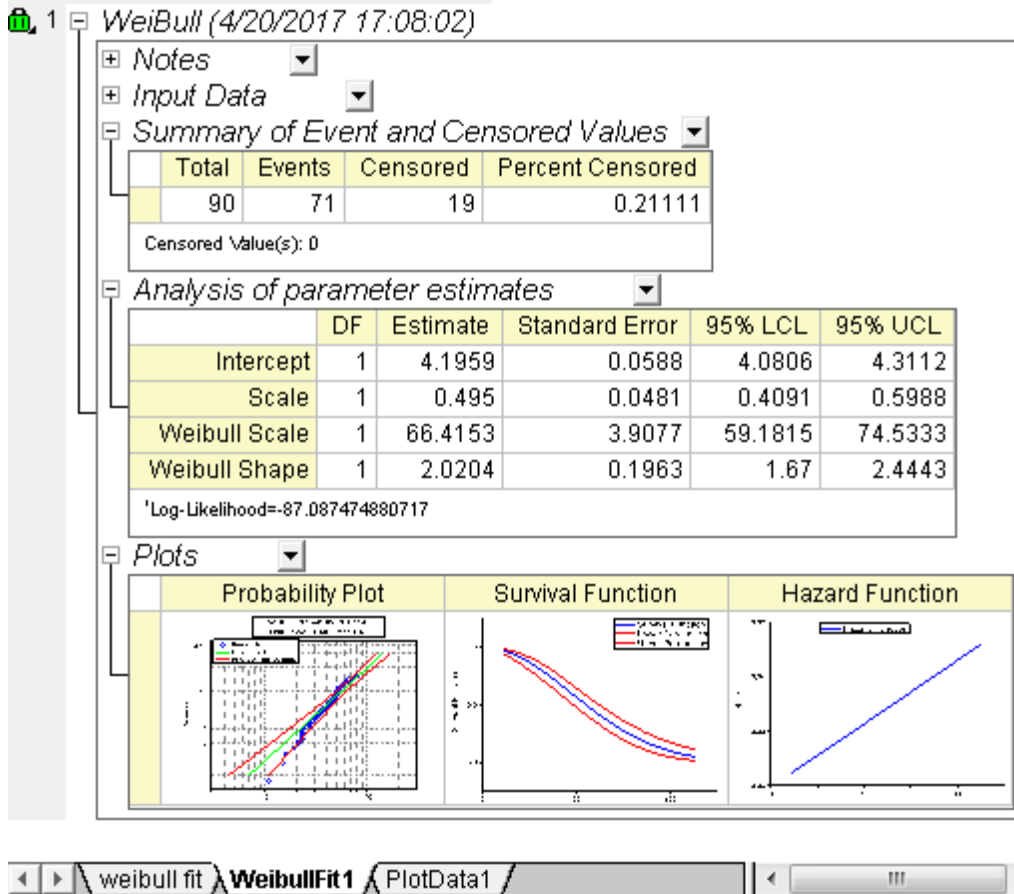 1 WeiBull (4/20/2017 17:08:02)
Notes
Input Data
Summary of Event and Censored Values
Total Events Censored Percent Censored
90 71 19 0.21111
Censored Value(s): 0
Analysis of parameter estimates
DF Estimate Standard Error 95% LCL 95% UCL
Intercept 1 4.1959 0.0588 4.0806 4.3112
Scale 1 0.495 0.0481 0.4091 0.5988
Weibull Scale 1 66.4153 3.9077 59.1815 74.5333
Weibull Shape 1 2.0204 0.1963 1.67 2.4443
'Log-Likelihood=-87.087474880717
Plots
Probability Plot Survival Function Hazard Function
weibull fit WeibullFit1 PlotData1